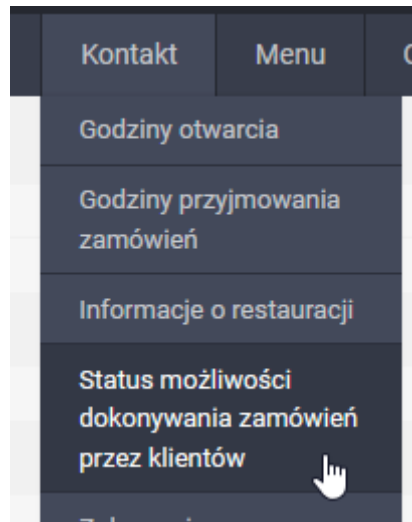 Kontakt Menu
Godziny otwarcia
Godziny przyjmowania
zamówień
Informacje o restauracji
Status możliwości
dokonywania zamówień
przez klientów